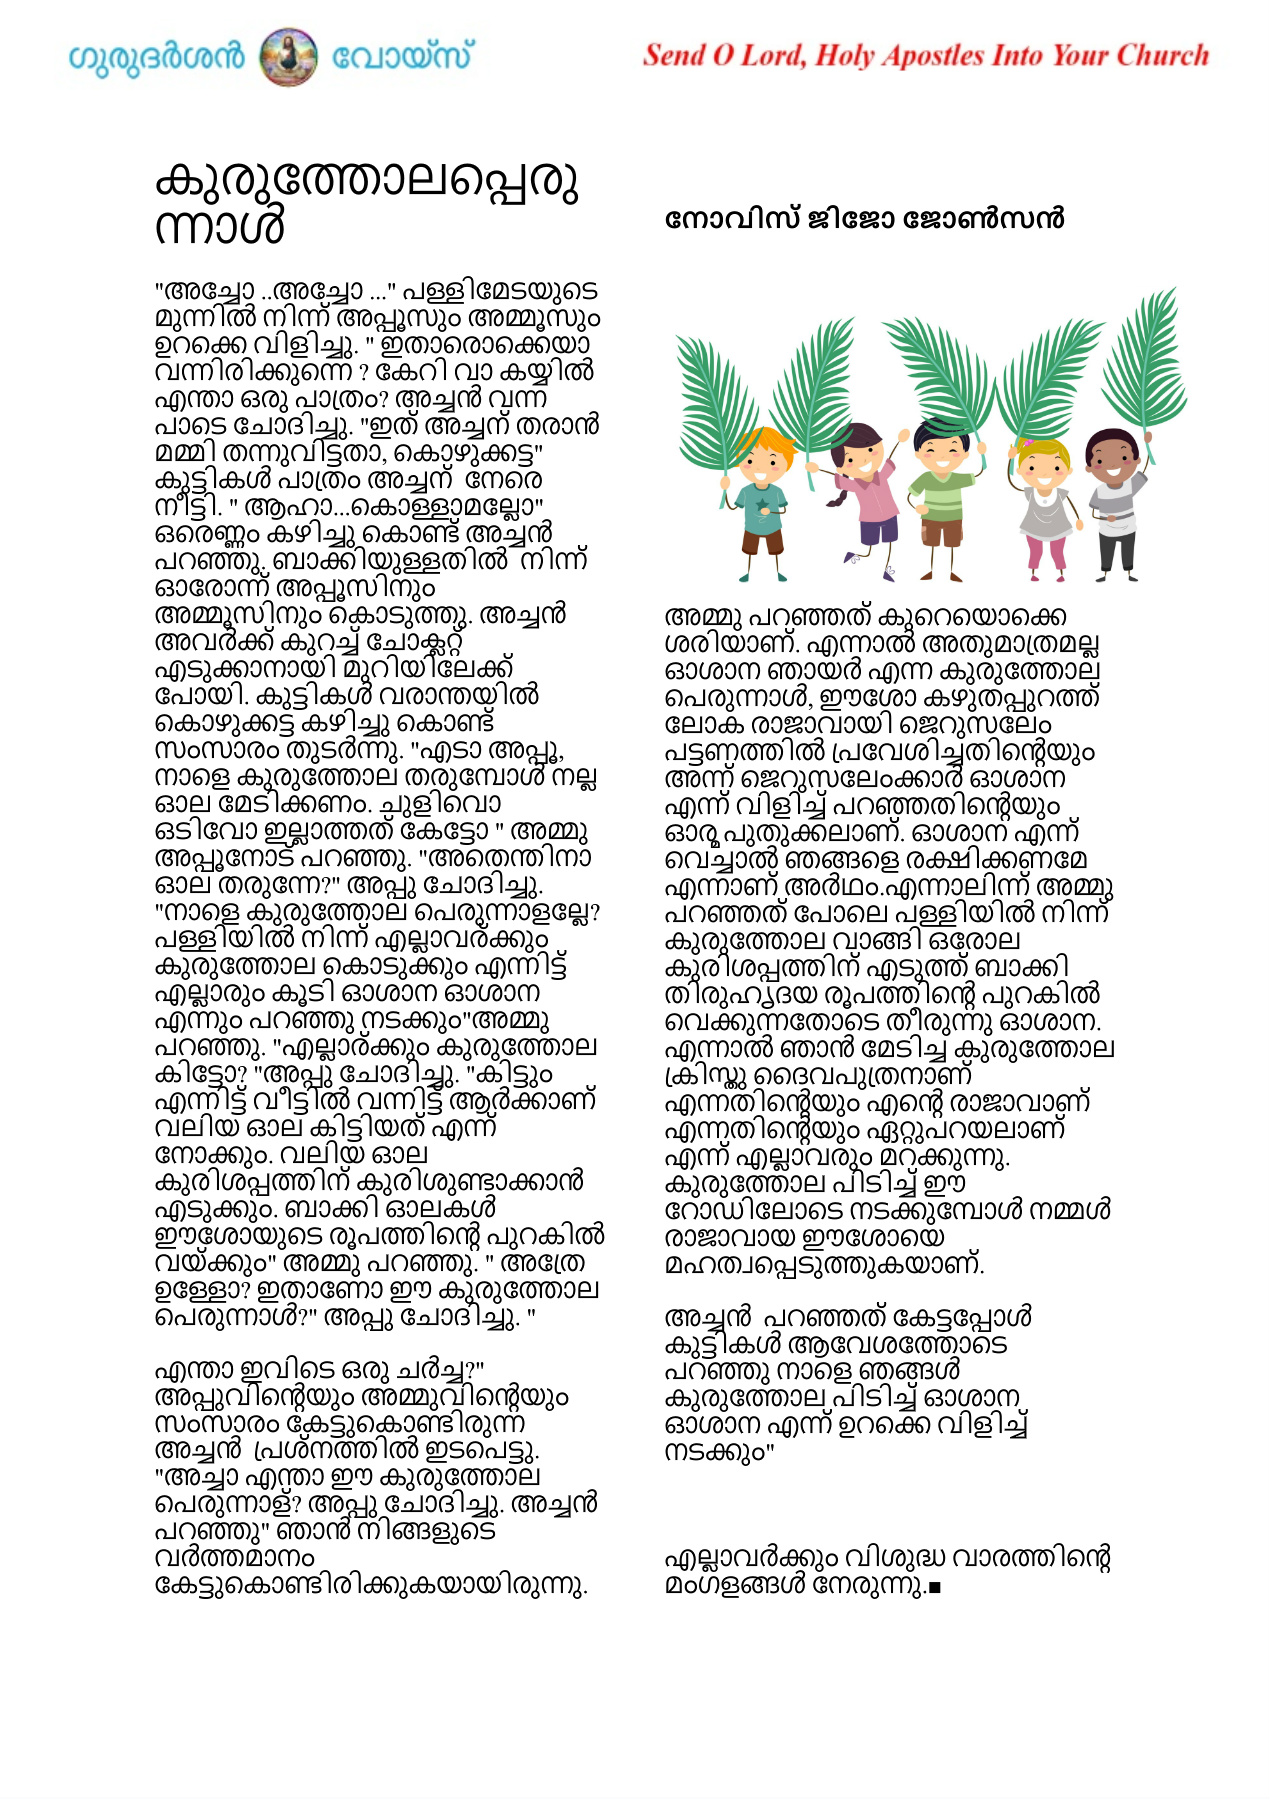 ഗുരുദർശൻ വോയ്സ്
Send O Lord, Holy Apostles Into Your Church
കുരുത്തോലപ്പെരു
ന്നാൾ
"അച്ചോ ..അച്ചോ ..." പള്ളിമേടയുടെ
മുന്നിൽ നിന്ന് അപ്പൂസും അമ്മൂസും
ഉറക്കെ വിളിച്ചു. " ഇതാരൊക്കെയാ
വന്നിരിക്കുന്നെ ? കേറി വാ കയ്യിൽ
എന്താ ഒരു പാത്രം? അച്ചൻ വന്ന
പാടെ ചോദിച്ചു. "ഇത് അച്ചന് തരാൻ
മമ്മി തന്നുവിട്ടതാ, കൊഴുക്കട്ട"
കുട്ടികൾ പാത്രം അച്ചന്  നേരെ
നീട്ടി. " ആഹാ...കൊള്ളാമല്ലോ"
ഒരെണ്ണം കഴിച്ചു കൊണ്ട് അച്ചൻ
പറഞ്ഞു. ബാക്കിയുള്ളതിൽ  നിന്ന്
ഓരോന്ന് അപ്പൂസിനും
അമ്മൂസിനും കൊടുത്തു. അച്ചൻ
അവർക്ക് കുറച്ച് ചോക്ലറ്റ്
എടുക്കാനായി മുറിയിലേക്ക്
പോയി. കുട്ടികൾ വരാന്തയിൽ
കൊഴുക്കട്ട കഴിച്ചു കൊണ്ട്
സംസാരം തുടർന്നു. "എടാ അപ്പൂ,
നാളെ കുരുത്തോല തരുമ്പോൾ നല്ല
ഓല മേടിക്കണം. ചുളിവൊ
ഒടിവോ ഇല്ലാത്തത് കേട്ടോ " അമ്മു
അപ്പൂനോട് പറഞ്ഞു. "അതെന്തിനാ
ഓല തരുന്നേ?" അപ്പു ചോദിച്ചു.
"നാളെ കുരുത്തോല പെരുന്നാളല്ലേ?
പള്ളിയിൽ നിന്ന് എല്ലാവര്ക്കും
കുരുത്തോല കൊടുക്കും എന്നിട്ട്
എല്ലാരും കൂടി ഓശാന ഓശാന
എന്നും പറഞ്ഞു നടക്കും"അമ്മു
പറഞ്ഞു. "എല്ലാര്ക്കും കുരുത്തോല
കിട്ടോ? "അപ്പു ചോദിച്ചു. "കിട്ടും
എന്നിട്ട് വീട്ടിൽ വന്നിട്ട് ആർക്കാണ്
വലിയ ഓല കിട്ടിയത് എന്ന്
നോക്കും. വലിയ ഓല
കുരിശപ്പത്തിന് കുരിശുണ്ടാക്കാൻ
എടുക്കും. ബാക്കി ഓലകൾ
ഈശോയുടെ രൂപത്തിന്റെ പുറകിൽ
വയ്ക്കും" അമ്മു പറഞ്ഞു. " അത്രേ
ഉള്ളോ? ഇതാണോ ഈ കുരുത്തോല
പെരുന്നാൾ?" അപ്പു ചോദിച്ചു. "
എന്താ ഇവിടെ ഒരു ചർച്ച?"
അപ്പുവിന്റെയും അമ്മുവിന്റെയും
സംസാരം കേട്ടുകൊണ്ടിരുന്ന
അച്ചൻ  പ്രശ്നത്തിൽ ഇടപെട്ടു.
"അച്ചാ എന്താ ഈ കുരുത്തോല
പെരുന്നാള്? അപ്പു ചോദിച്ചു. അച്ചൻ
പറഞ്ഞു" ഞാൻ നിങ്ങളുടെ
വർത്തമാനം
കേട്ടുകൊണ്ടിരിക്കുകയായിരുന്നു.
നോവിസ് ജിജോ ജോൺസൻ
അമ്മു പറഞ്ഞത് കുറെയൊക്കെ
ശരിയാണ്. എന്നാൽ അതുമാത്രമല്ല
ഓശാന ഞായർ എന്ന കുരുത്തോല
പെരുന്നാൾ, ഈശോ കഴുതപ്പുറത്ത്
ലോക രാജാവായി ജെറുസലേം
പട്ടണത്തിൽ പ്രവേശിച്ചതിന്റെയും
അന്ന് ജെറുസലേംക്കാർ ഓശാന
എന്ന് വിളിച്ച് പറഞ്ഞതിന്റെയും
ഓര്മ പുതുക്കലാണ്. ഓശാന എന്ന്
വെച്ചാൽ ഞങ്ങളെ രക്ഷിക്കണമേ
എന്നാണ് അർഥം.എന്നാലിന്ന് അമ്മു
പറഞ്ഞത് പോലെ പള്ളിയിൽ നിന്ന്
കുരുത്തോല വാങ്ങി ഒരോല
കുരിശപ്പത്തിന് എടുത്ത് ബാക്കി
തിരുഹൃദയ രൂപത്തിന്റെ പുറകിൽ
വെക്കുന്നതോടെ തീരുന്നു ഓശാന.
എന്നാൽ ഞാൻ മേടിച്ച കുരുത്തോല
ക്രിസ്തു ദൈവപുത്രനാണ്
എന്നതിന്റെയും എന്റെ രാജാവാണ്
എന്നതിന്റെയും ഏറ്റുപറയലാണ്
എന്ന് എല്ലാവരും മറക്കുന്നു.
കുരുത്തോല പിടിച്ച് ഈ
റോഡിലോടെ നടക്കുമ്പോൾ നമ്മൾ
രാജാവായ ഈശോയെ
മഹത്വപ്പെടുത്തുകയാണ്.
അച്ചൻ  പറഞ്ഞത് കേട്ടപ്പോൾ
കുട്ടികൾ ആവേശത്തോടെ
പറഞ്ഞു നാളെ ഞങ്ങൾ
കുരുത്തോല പിടിച്ച് ഓശാന
ഓശാന എന്ന് ഉറക്കെ വിളിച്ച്
നടക്കും"
എല്ലാവർക്കും വിശുദ്ധ വാരത്തിന്റെ
മംഗളങ്ങൾ നേരുന്നു.■